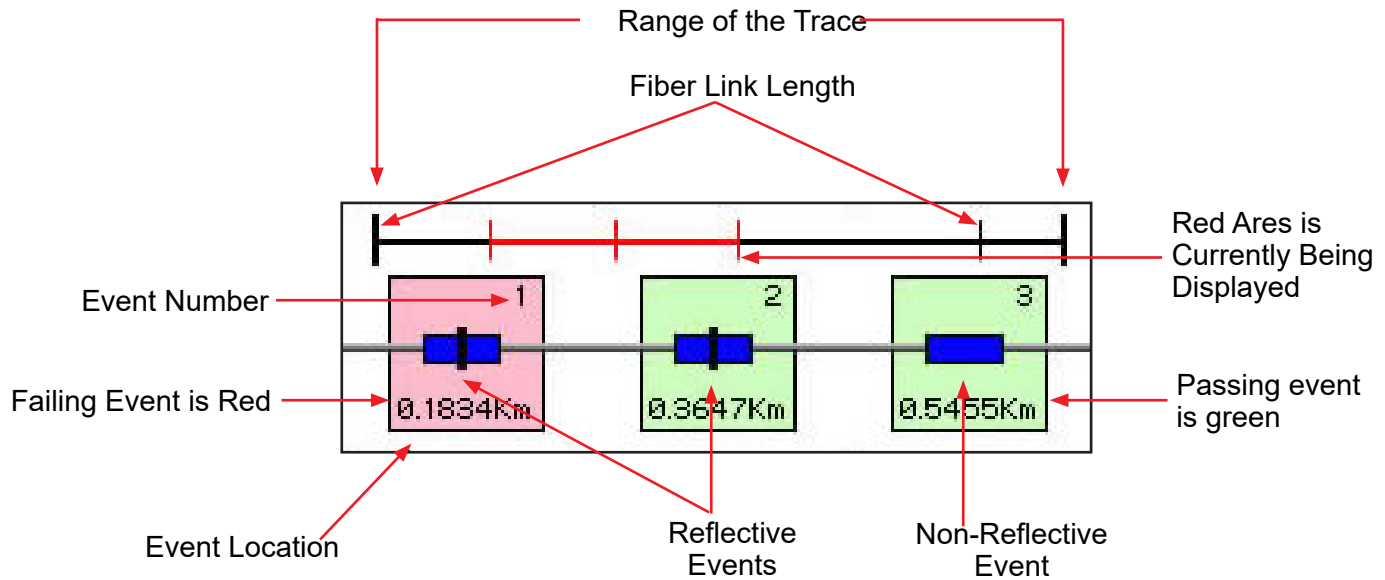 Range of the Trace
Fiber Link Length
Red Ares is
Currently Being
Displayed
Event Number
1
2
3
Failing Event is Red
0.1834Km
0.3647Km
0.5455Km
Passing event
is green
Event Location
Reflective
Events
Non-Reflective
Event